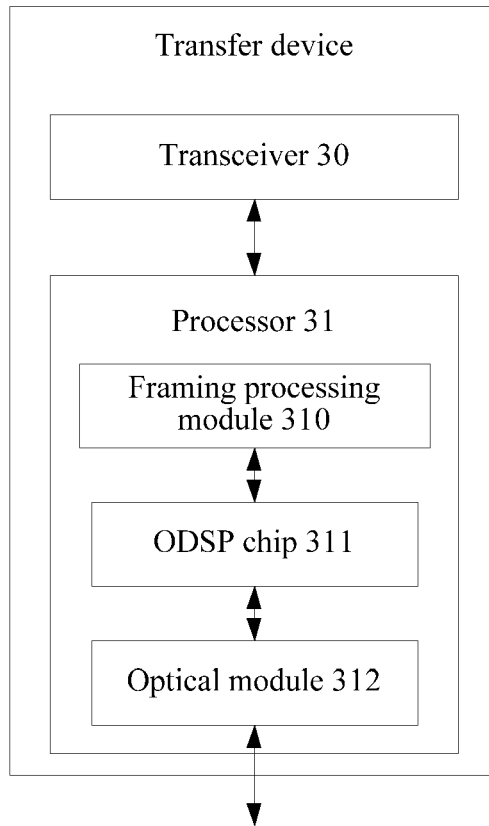 Transfer device
Transceiver 30
Processor 31
Framing processing
module 310
ODSP chip 311
Optical module 312